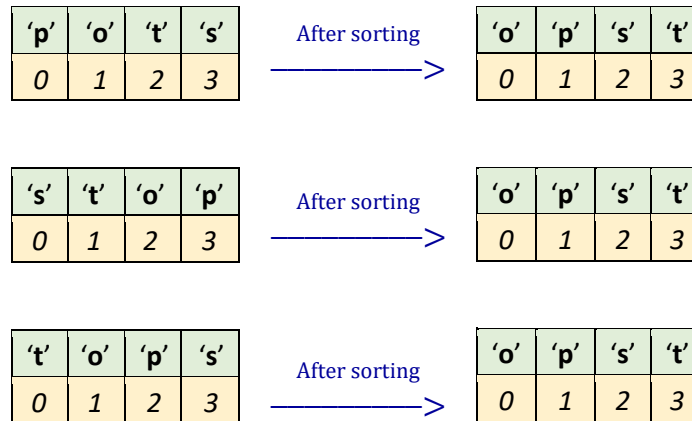 ‘p’ ‘o’ ‘t’ ‘s’ After sorting ‘o’ ‘p’ ‘s’ ‘t’
0 1 2 3 0 1 2 3
‘s’ ‘t’ ‘o’ ‘p’ After sorting ‘o’ ‘p’ ‘s’ ‘t’
0 1 2 3 0 1 2 3
‘t’ ‘o’ ‘p’ ‘s’ After sorting ‘o’ ‘p’ ‘s’ ‘t’
0 1 2 3 0 1 2 3